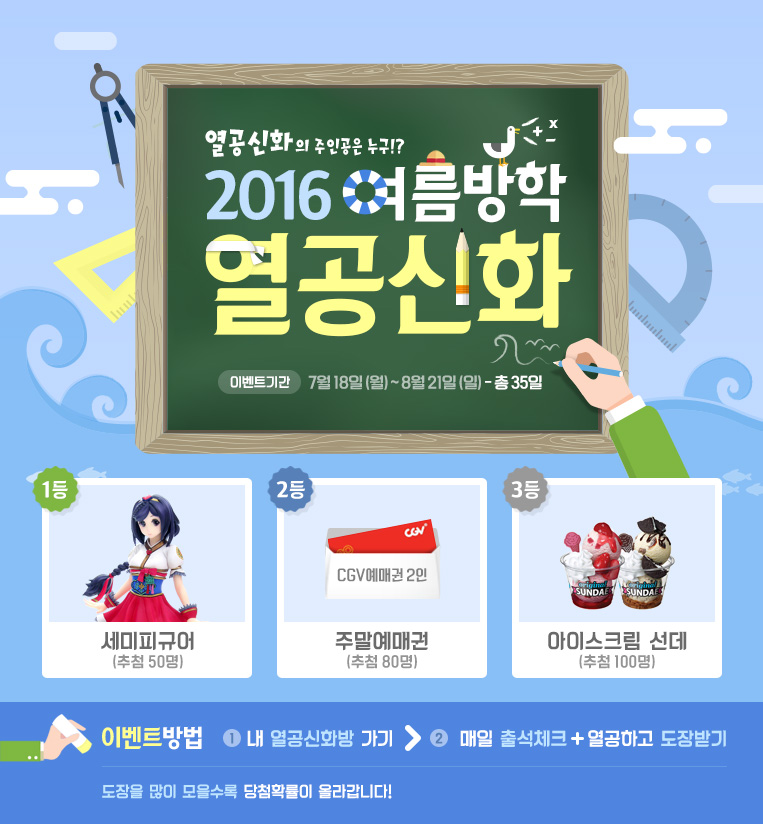 열공신화의 주인공은 누구!?
+ x
−
2016 여름방학
열공신화
이벤트기간 7월 18일 (월) ~ 8월 21일 (일) - 총 35일
1등
2등
3등
CGV
CGV예매권 2인
original SUNDAE
original SUNDAE
세미피규어
(추첨 50명)
주말예매권
(추첨 80명)
아이스크림 선데
(추첨 100명)
이벤트방법 1 내 열공신화방 가기 > 2 매일 출석체크 + 열공하고 도장받기
도장을 많이 모을수록 당첨확률이 올라갑니다!